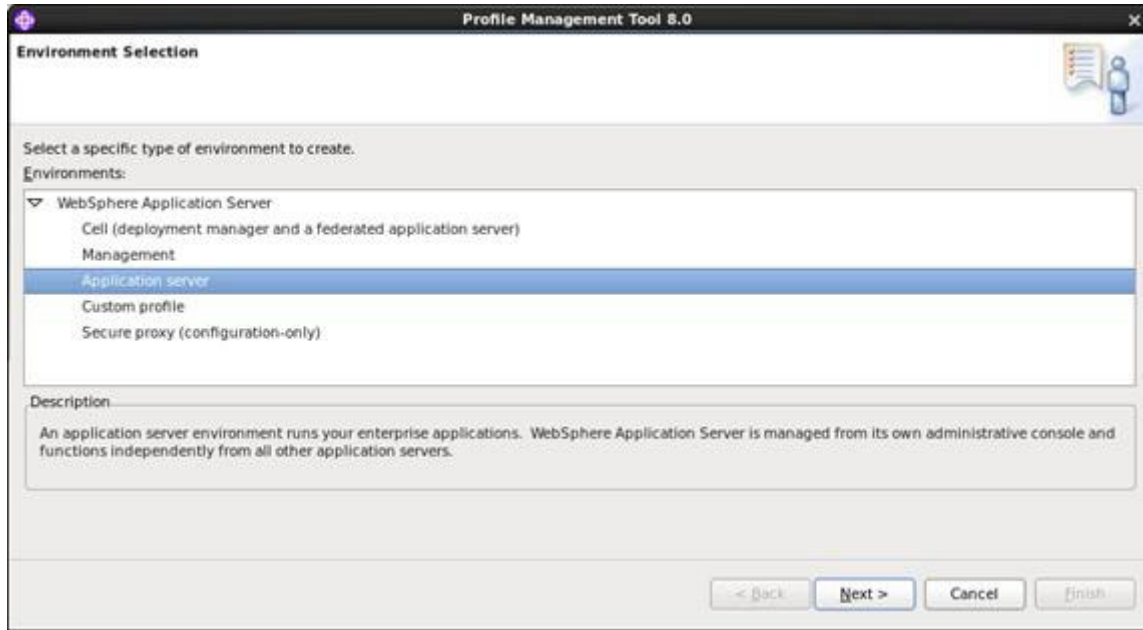 Profile Management Tool 8.0
Environment Selection
Select a specific type of environment to create.
Environments:
WebSphere Application Server
Cell (deployment manager and a federated application server)
Management
Application server
Custom profile
Secure proxy (configuration-only)
Description
An application server environment runs your enterprise applications. WebSphere Application Server is managed from its own administrative console and
functions independently from all other application servers.
< Back Next > Cancel Finish